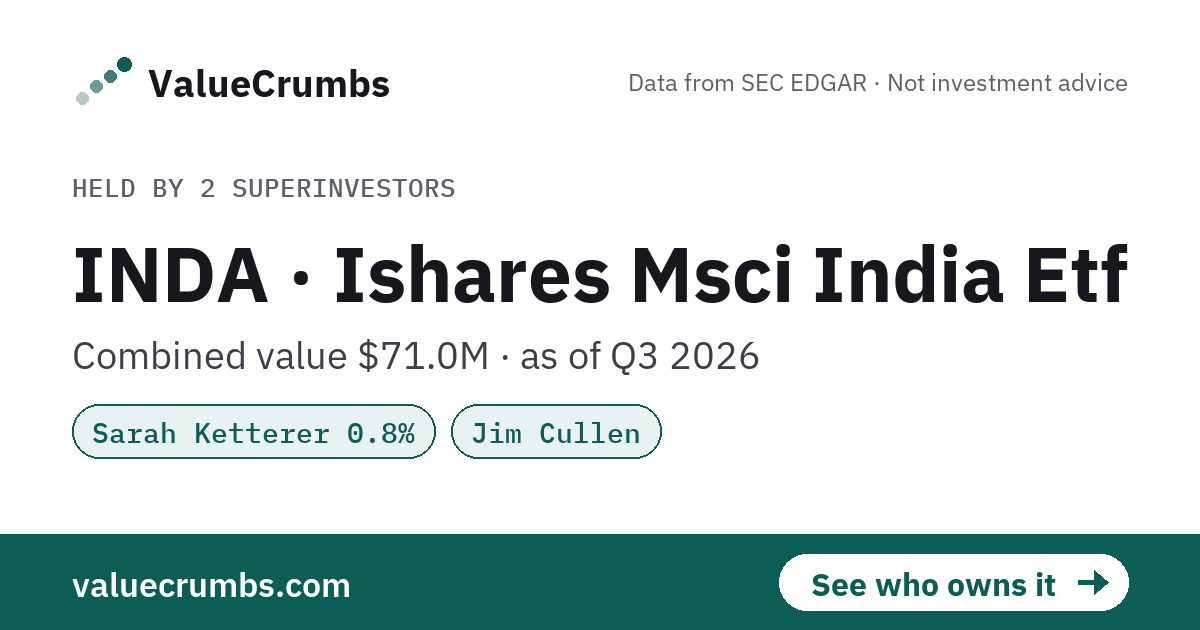 ValueCrumbs
Data from SEC EDGAR · Not investment advice
HELD BY 2 SUPERINVESTORS
INDA · Ishares Msci India Etf
Combined value $71.0M · as of Q3 2026
Sarah Ketterer 0.8%
Jim Cullen
valuecrumbs.com
See who owns it →